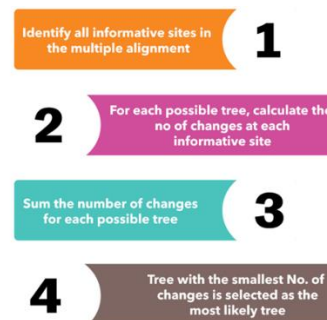 Identify all informative sites in
the multiple alignment
1
2
For each possible tree, calculate the
no of changes at each
informative site
Sum the number of changes
for each possible tree
3
4
Tree with the smallest No. of
changes is selected as the
most likely tree